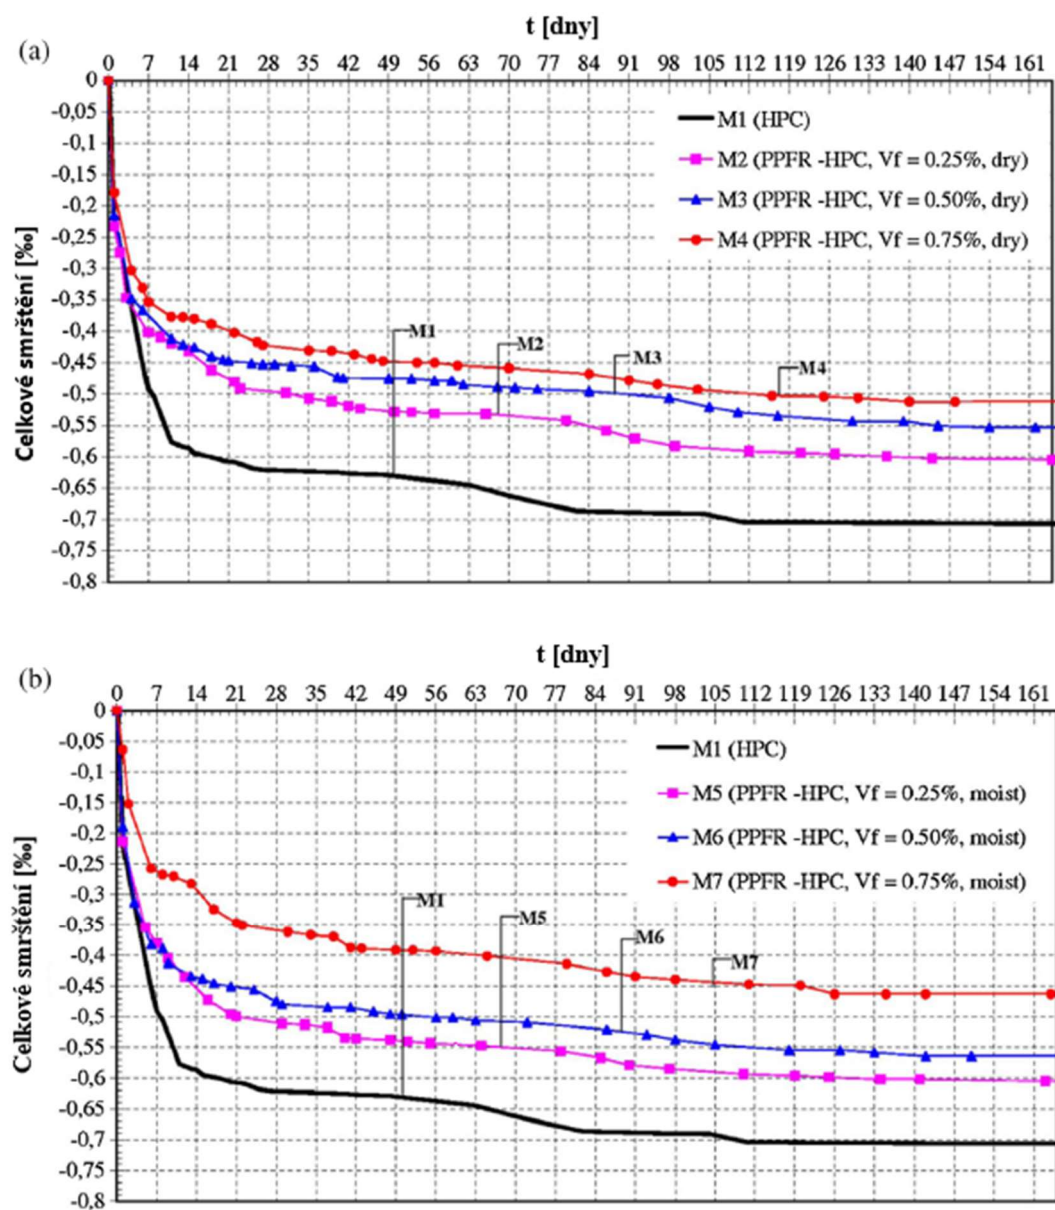 t [dny]
(a)
0 7 14 21 28 35 42 49 56 63 70 77 84 91 98 105 112 119 126 133 140 147 154 161
0
-0,05
-0,1
-0,15
-0,2
-0,25
-0,3
-0,35
-0,4
-0,45
-0,5
-0,55
-0,6
-0,65
-0,7
-0,75
-0,8
Celkové smrštění [‰]
M1 (HPC)
M2 (PPFR -HPC, Vf = 0.25%, dry)
M3 (PPFR -HPC, Vf = 0.50%, dry)
M4 (PPFR -HPC, Vf = 0.75%, dry)
M1
M2
M3
M4
t [dny]
(b)
0 7 14 21 28 35 42 49 56 63 70 77 84 91 98 105 112 119 126 133 140 147 154 161
0
-0,05
-0,1
-0,15
-0,2
-0,25
-0,3
-0,35
-0,4
-0,45
-0,5
-0,55
-0,6
-0,65
-0,7
-0,75
-0,8
Celkové smrštění [‰]
M1 (HPC)
M5 (PPFR -HPC, Vf = 0.25%, moist)
M6 (PPFR -HPC, Vf = 0.50%, moist)
M7 (PPFR -HPC, Vf = 0.75%, moist)
M1
M5
M6
M7